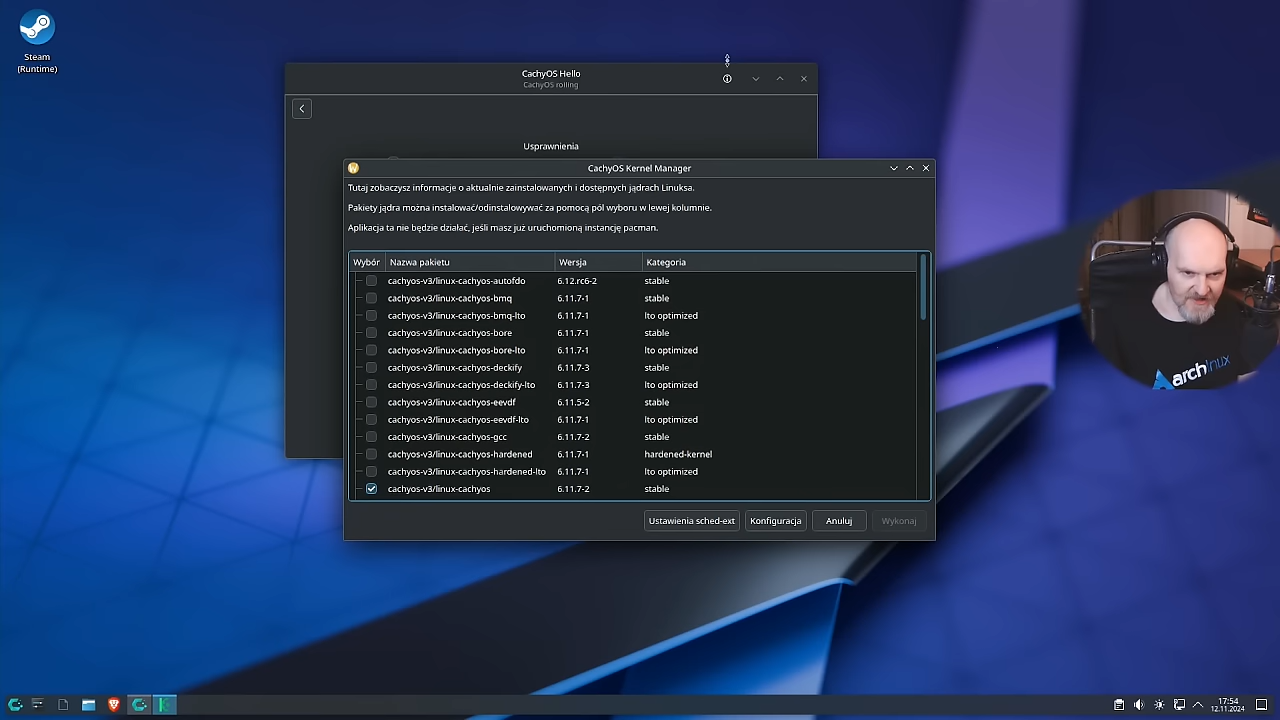 Steam
(Runtime)
CachyOS Hello
CachyOS rolling
Usprawnienia
CachyOS Kernel Manager
Tutaj zobaczysz informacje o aktualnie zainstalowanych i dostępnych jądrach Linuksa.
Pakiety jądra można instalować/odinstalowywać za pomocą pól wyboru w lewej kolumnie.
Aplikacja ta nie będzie działać, jeśli masz już uruchomioną instancję pacman.
Wybór Nazwa pakietu Wersja Kategoria
cachyos-v3/linux-cachyos-autofdo 6.12.rc6-2 stable
cachyos-v3/linux-cachyos-bmq 6.11.7-1 stable
cachyos-v3/linux-cachyos-bmq-lto 6.11.7-1 lto optimized
cachyos-v3/linux-cachyos-bore 6.11.7-1 stable
cachyos-v3/linux-cachyos-bore-lto 6.11.7-1 lto optimized
cachyos-v3/linux-cachyos-deckify 6.11.7-3 stable
cachyos-v3/linux-cachyos-deckify-lto 6.11.7-3 lto optimized
cachyos-v3/linux-cachyos-eevdf 6.11.5-2 stable
cachyos-v3/linux-cachyos-eevdf-lto 6.11.7-1 lto optimized
cachyos-v3/linux-cachyos-gcc 6.11.7-2 stable
cachyos-v3/linux-cachyos-hardened 6.11.7-1 hardened-kernel
cachyos-v3/linux-cachyos-hardened-lto 6.11.7-1 lto optimized
cachyos-v3/linux-cachyos 6.11.7-2 stable
Ustawienia sched-ext Konfiguracja Anuluj Wykonaj
archlinux
17:54
12.11.2024